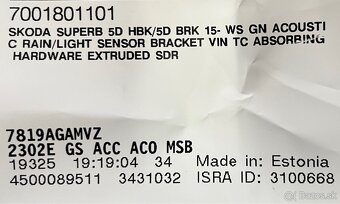 7001801101
SKODA SUPERB 5D HBK/5D BRK 15- WS GN ACOUSTI
C RAIN/LIGHT SENSOR BRACKET VIN TC ABSORBING
HARDWARE EXTRUDED SDR
7819AGAMVZ
2302E GS ACC ACO MSB
19325 19:19:04 34 Made in: Estonia
4500089511 3431032 ISRA ID: 3100668
bazos.sk